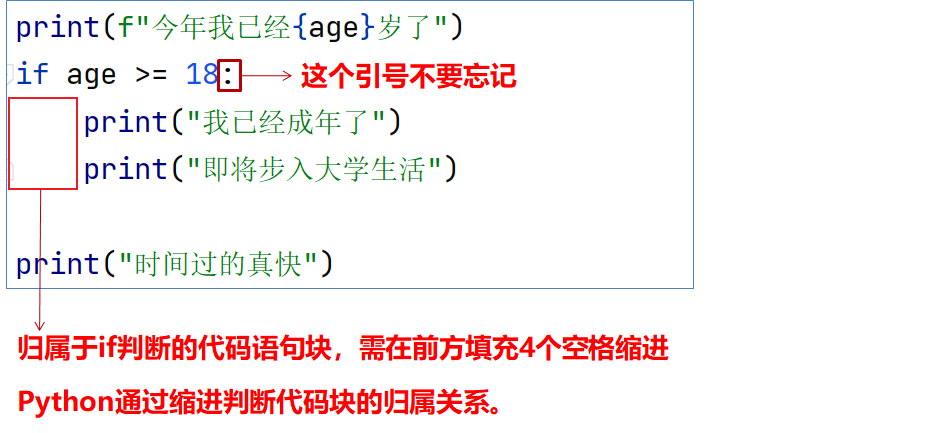 print(f"今年我已经{age}岁了")
if age >= 18: 这个引号不要忘记
    print("我已经成年了")
    print("即将步入大学生活")
print("时间过的真快")
归属于if判断的代码语句块，需在前方填充4个空格缩进
Python通过缩进判断代码块的归属关系。